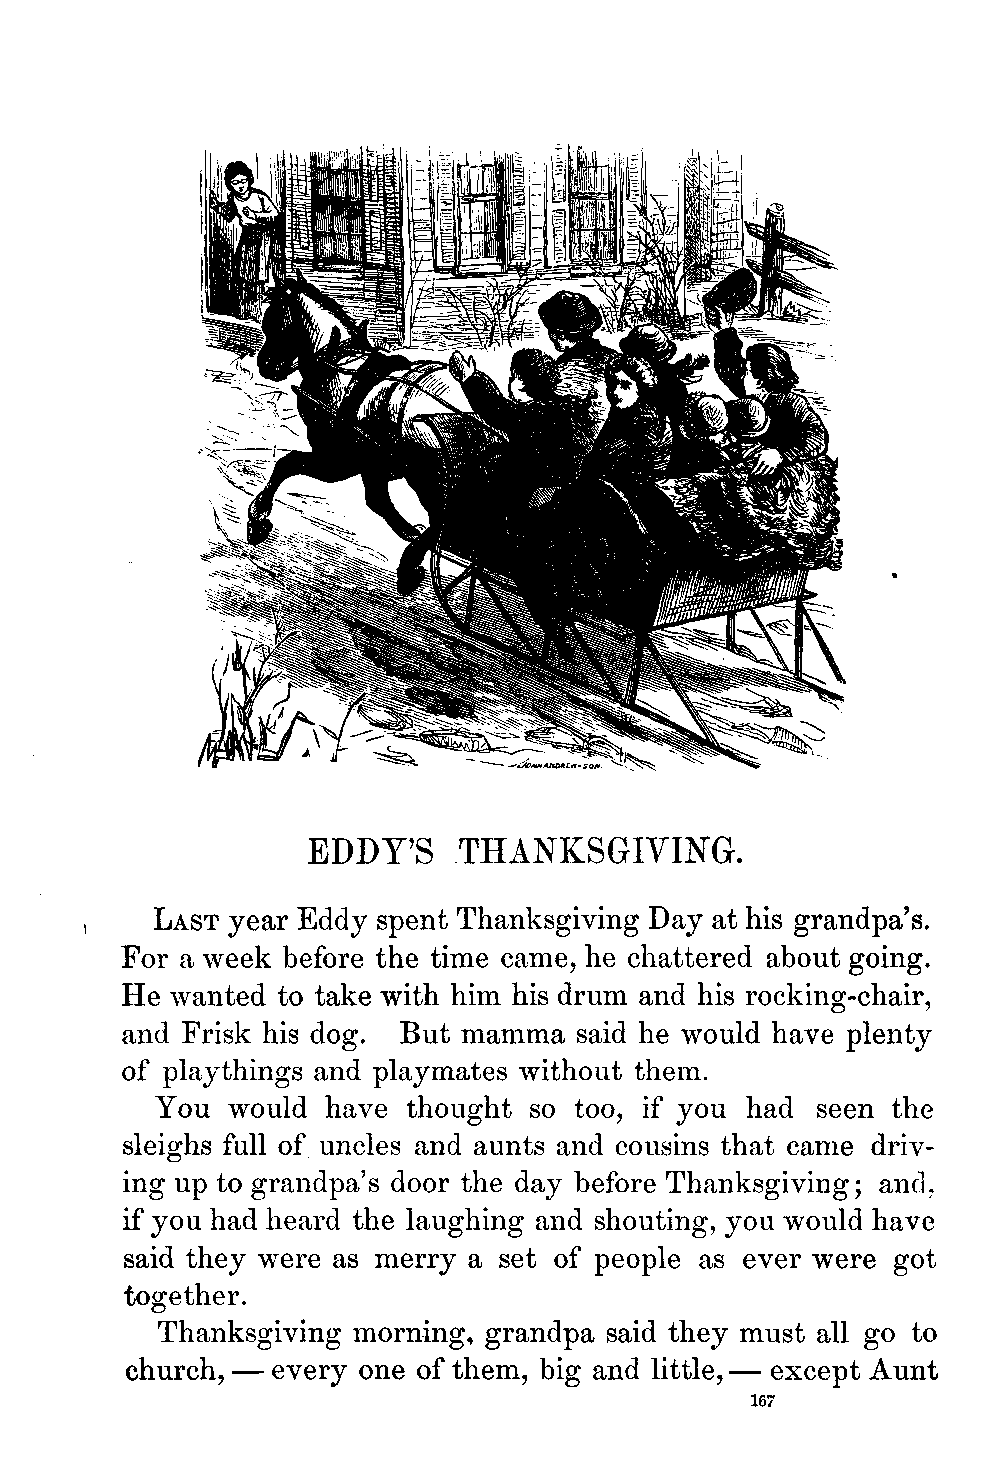 JOHN ANDREW-SON.
EDDY'S THANKSGIVING.
LAST year Eddy spent Thanksgiving Day at his grandpa's.
For a week before the time came, he chattered about going.
He wanted to take with him his drum and his rocking-chair,
and Frisk his dog. But mamma said he would have plenty
of playthings and playmates without them.
You would have thought so too, if you had seen the
sleighs full of uncles and aunts and cousins that came driv-
ing up to grandpa's door the day before Thanksgiving; and,
if you had heard the laughing and shouting, you would have
said they were as merry a set of people as ever were got
together.
Thanksgiving morning, grandpa said they must all go to
church, — every one of them, big and little, — except Aunt
167